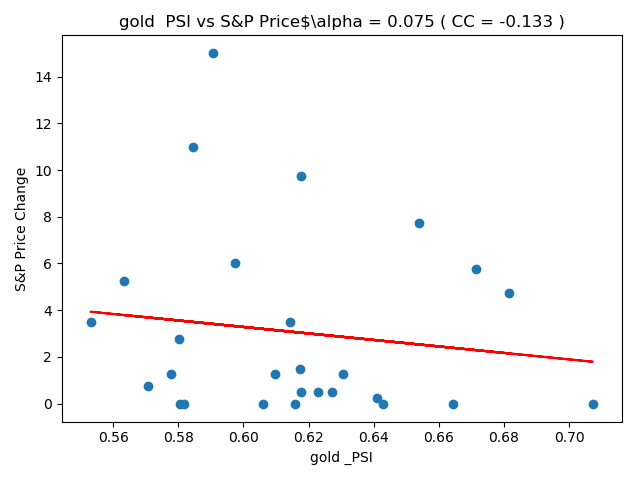 gold  PSI vs S&P Price$\alpha = 0.075 ( CC = -0.133 )
14
12
10
8
6
4
2
0
S&P Price Change
0.56 0.58 0.60 0.62 0.64 0.66 0.68 0.70
gold _PSI